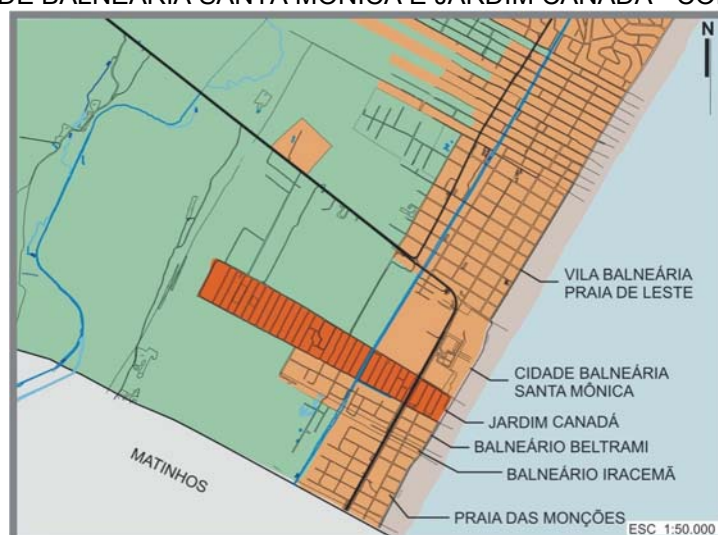 DE BALNEÁRIA SANTA MÔNICA E JARDIM CANADÁ
N
VILA BALNEÁRIA
PRAIA DE LESTE
CIDADE BALNEÁRIA
SANTA MÔNICA
JARDIM CANADÁ
BALNEÁRIO BELTRAMI
BALNEÁRIO IRACEMÃ
MATINHOS
PRAIA DAS MONÇÕES
ESC 1:50.000